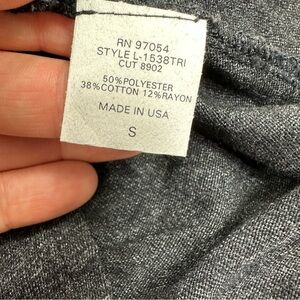 RN 97054
STYLE L-1538TRI
CUT 8902
50%POLYESTER
38%COTTON 12%RAYON
MADE IN USA
S